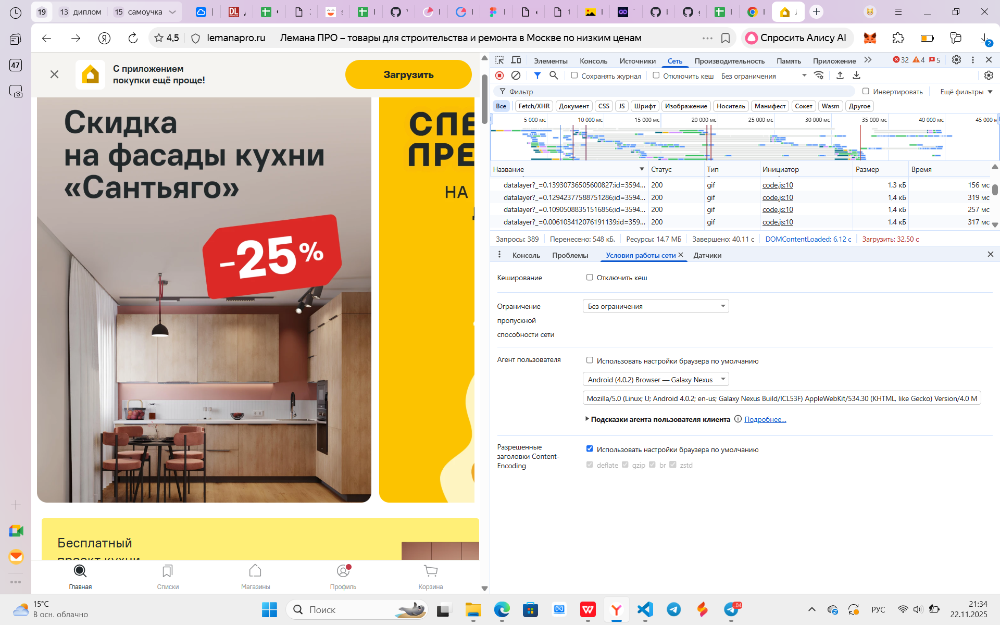 19
13 диплом
15 самоучка
4,5
lemanapro.ru
Лемана ПРО – товары для строительства и ремонта в Москве по низким ценам
Спросить Алису AI
2
47
С приложением
покупки ещё проще!
Загрузить
Скидка
на фасады кухни
«Сантьяго»
-25%
СПЕ
ПРЕ
НА
Бесплатный
проект кухни
Главная
Списки
Магазины
Профиль
Корзина
Элементы
Консоль
Источники
Сеть
Производительность
Память
Приложение
32
4
5
Сохранять журнал
Отключить кеш
Без ограничения
Фильтр
Инвертировать
Ещё фильтры
Все
Fetch/XHR
Документ
CSS
JS
Шрифт
Изображение
Носитель
Манифест
Сокет
Wasm
Другое
5 000 мс
10 000 мс
15 000 мс
20 000 мс
25 000 мс
30 000 мс
35 000 мс
40 000 мс
45 000 м
Название
Статус
Тип
Инициатор
Размер
Время
datalayer?_=0.13930736505600827;id=3594... 200 gif code.js:10 1,3 кБ 156 мс
datalayer?_=0.12942377588751286;id=3594... 200 gif code.js:10 1,4 кБ 319 мс
datalayer?_=0.10905088351516856;id=3594... 200 gif code.js:10 1,4 кБ 257 мс
datalayer?_=0.006103412076191139;id=359... 200 gif code.js:10 1,4 кБ 317 мс
Запросы: 389
Перенесено: 548 кБ.
Ресурсы: 14,7 МБ
Завершено: 40,11 с
DOMContentLoaded: 6,12 с
Загрузить: 32,50 с
Консоль
Проблемы
Условия работы сети
Датчики
Кеширование
Отключить кеш
Ограничение
пропускной
способности сети
Без ограничения
Агент пользователя
Использовать настройки браузера по умолчанию
Android (4.0.2) Browser — Galaxy Nexus
Mozilla/5.0 (Linux; U; Android 4.0.2; en-us; Galaxy Nexus Build/ICL53F) AppleWebKit/534.30 (KHTML, like Gecko) Version/4.0 M
Подсказки агента пользователя клиента
Подробнее...
Разрешенные
заголовки Content-
Encoding
Использовать настройки браузера по умолчанию
deflate
gzip
br
zstd
15°C
В осн. облачно
Поиск
..04
РУС
21:34
22.11.2025